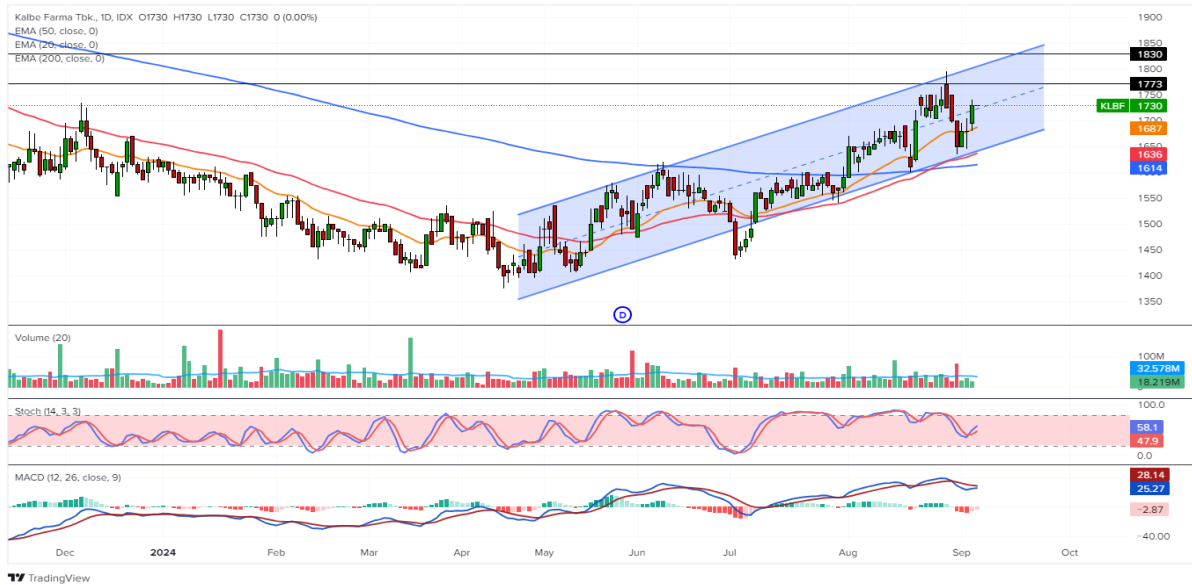 Kalbe Farma Tbk., 1D, IDX O1730 H1730 L1730 C1730 0 (0.00%)
EMA (50, close, 0)
EMA (20, close, 0)
EMA (200, close, 0)
1900
1850
1830
1800
1773
1750
KLBF 1730
1700
1687
1650
1636
1614
1600
1550
1500
1450
1400
1350
D
Volume (20)
100M
32.578M
18.219M
Stoch (14, 3, 3)
100.0
58.1
47.9
0.0
MACD (12, 26, close, 9)
28.14
25.27
−2.87
−40.00
Dec 2024 Feb Mar Apr May Jun Jul Aug Sep Oct
TradingView